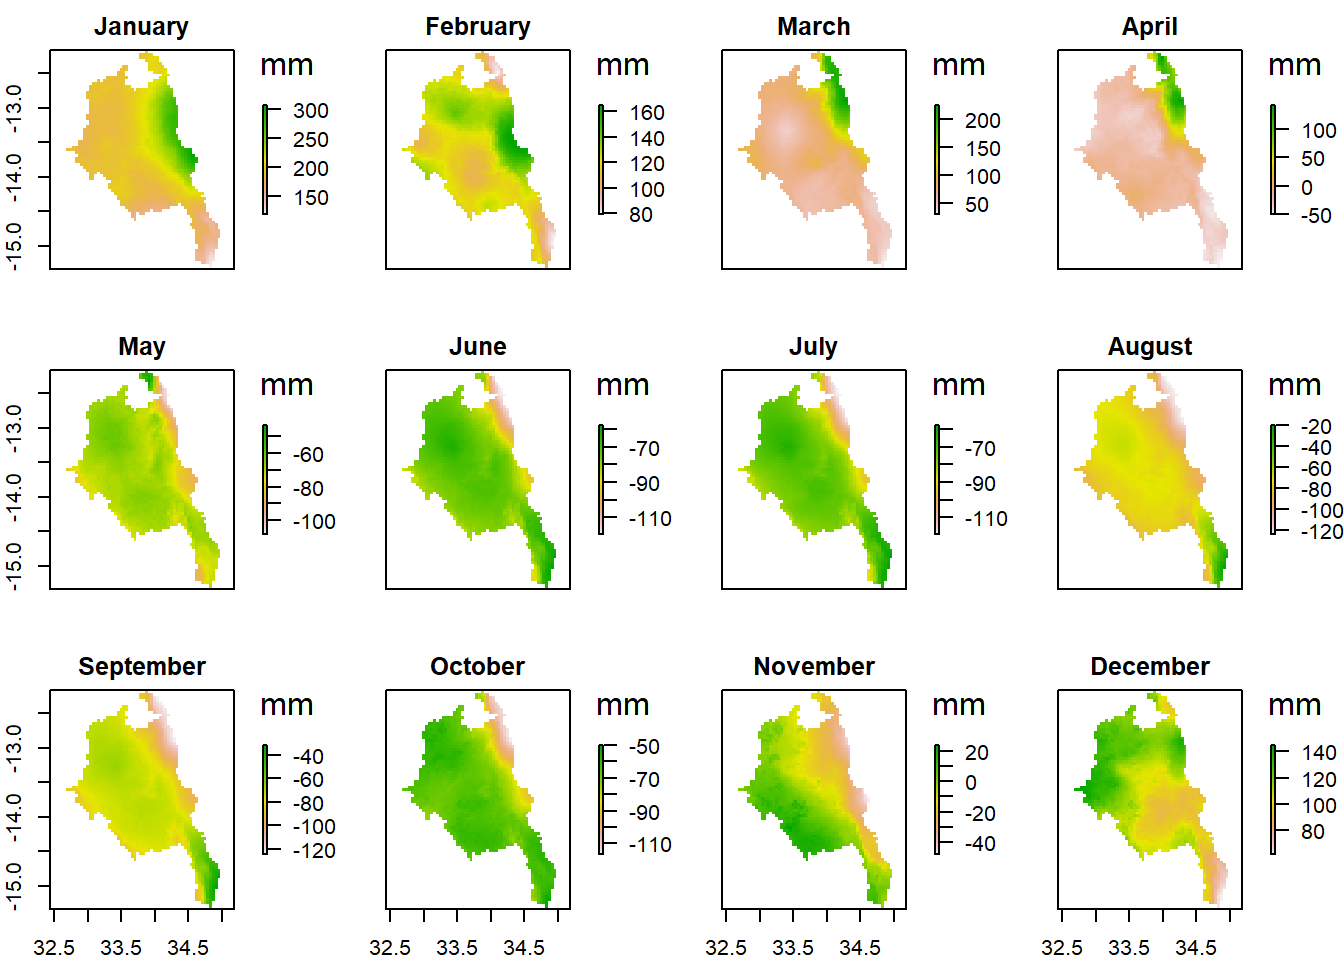 January
mm
300
250
200
150
-13.0
-14.0
-15.0
February
mm
160
140
120
100
80
March
mm
200
150
100
50
April
mm
100
50
0
-50
May
mm
-60
-80
-100
-13.0
-14.0
-15.0
June
mm
-70
-90
-110
July
mm
-70
-90
-110
August
mm
-20
-40
-60
-80
-100
-120
September
mm
-40
-60
-80
-100
-120
-13.0
-14.0
-15.0
32.5 33.5 34.5
October
mm
-50
-70
-90
-110
32.5 33.5 34.5
November
mm
20
0
-20
-40
32.5 33.5 34.5
December
mm
140
120
100
80
32.5 33.5 34.5